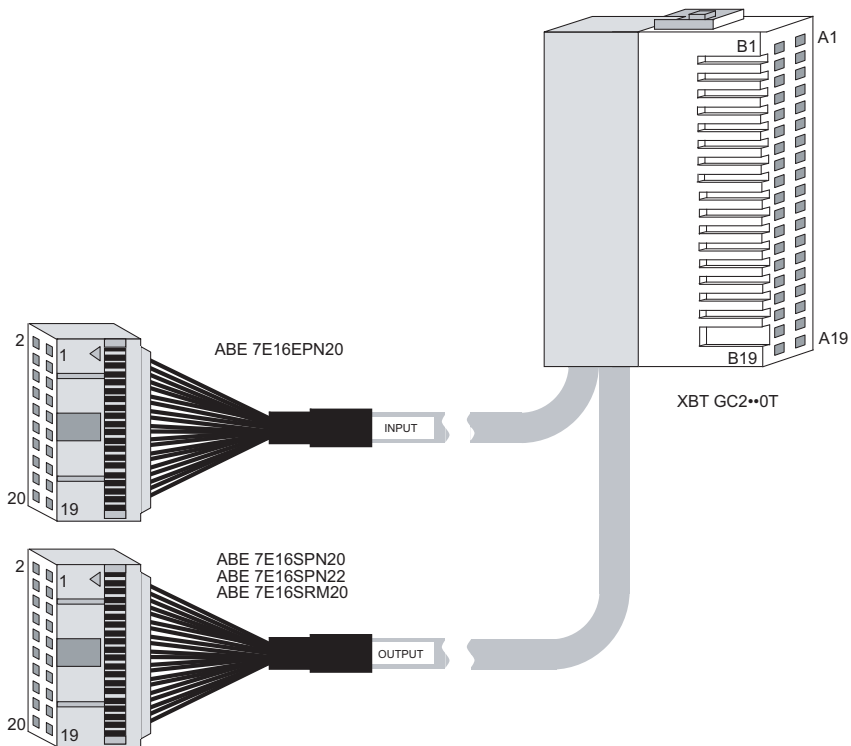 B1
A1
A19
B19
XBT GC2••0T
2
1
ABE 7E16EPN20
INPUT
20
19
2
1
ABE 7E16SPN20
ABE 7E16SPN22
ABE 7E16SRM20
OUTPUT
20
19